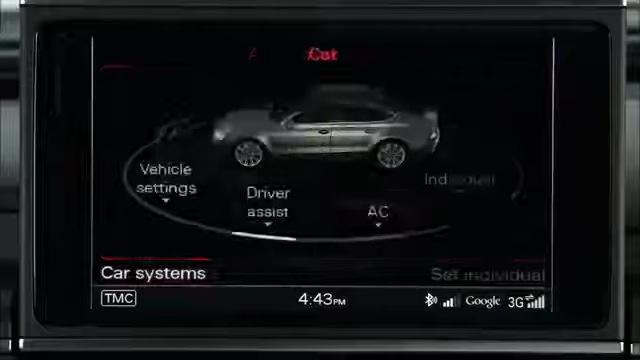 Car
Vehicle
settings
Driver
assist
AC
Individual
Car systems
Set individual
TMC
4:43PM
Google 3G